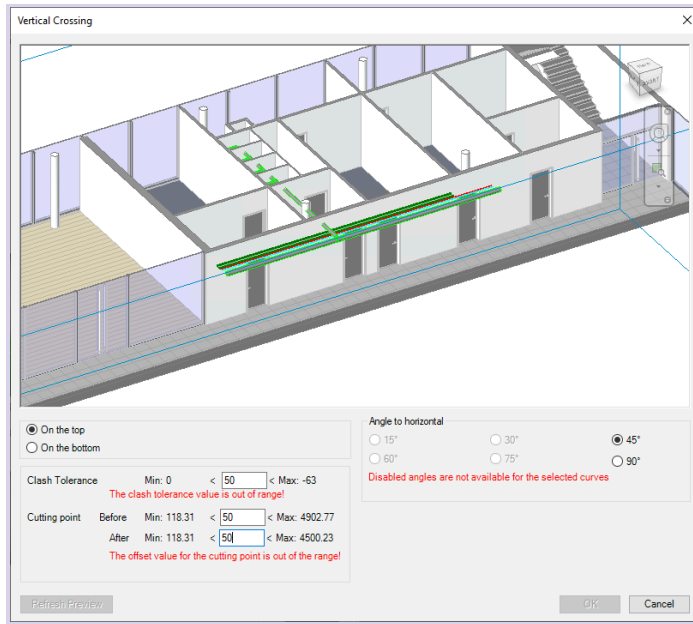 Vertical Crossing
On the top
On the bottom
Angle to horizontal
15° 30° 45°
60° 75° 90°
Disabled angles are not available for the selected curves
Clash Tolerance Min: 0 < 50 < Max: -63
The clash tolerance value is out of range!
Cutting point Before Min: 118.31 < 50 < Max: 4902.77
After Min: 118.31 < 50 < Max: 4500.23
The offset value for the cutting point is out of the range!
Refresh Preview OK Cancel